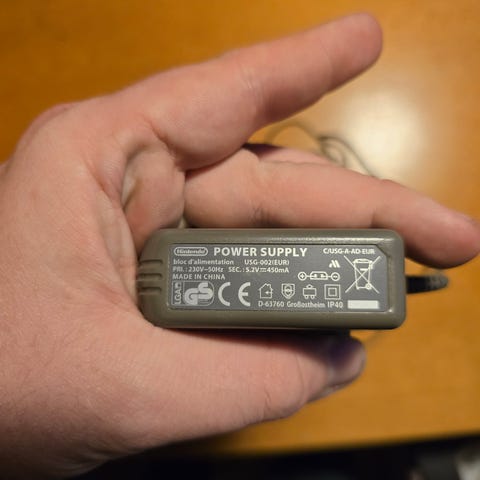 Nintendo POWER SUPPLY C/USG-A-AD-EUR
bloc d'alimentation USG-002(EUR)
PRI.: 230V~50Hz SEC.: 5.2V⎓450mA
MADE IN CHINA
LGA GS CE
D-63760 Großostheim IP40